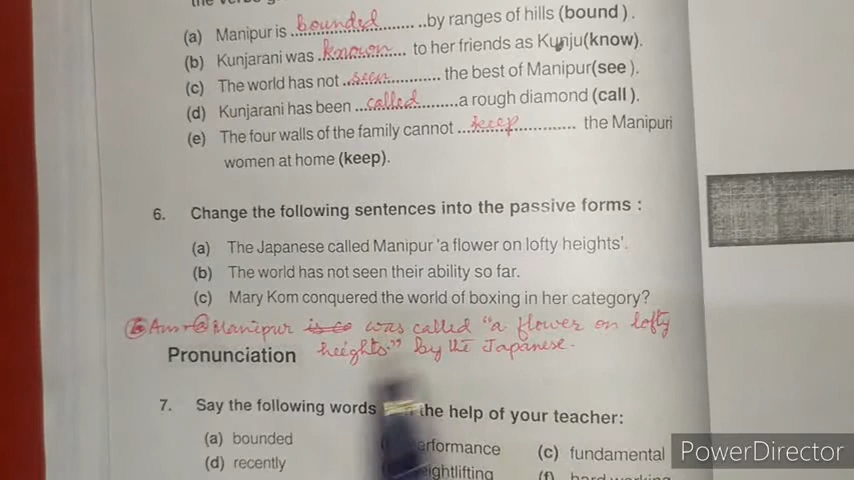 (a) Manipur is bounded by ranges of hills (bound ).
(b) Kunjarani was known to her friends as Kunju(know).
(c) The world has not seen the best of Manipur(see ).
(d) Kunjarani has been called a rough diamond (call ).
(e) The four walls of the family cannot keep the Manipuri
women at home (keep).
6. Change the following sentences into the passive forms :
(a) The Japanese called Manipur 'a flower on lofty heights'.
(b) The world has not seen their ability so far.
(c) Mary Kom conquered the world of boxing in her category?
6 Ans → (a) Manipur was called "a flower on lofty
heights." by the Japanese.
Pronunciation
7. Say the following words the help of your teacher:
(a) bounded erformance (c) fundamental
(d) recently eightlifting (f)
PowerDirector